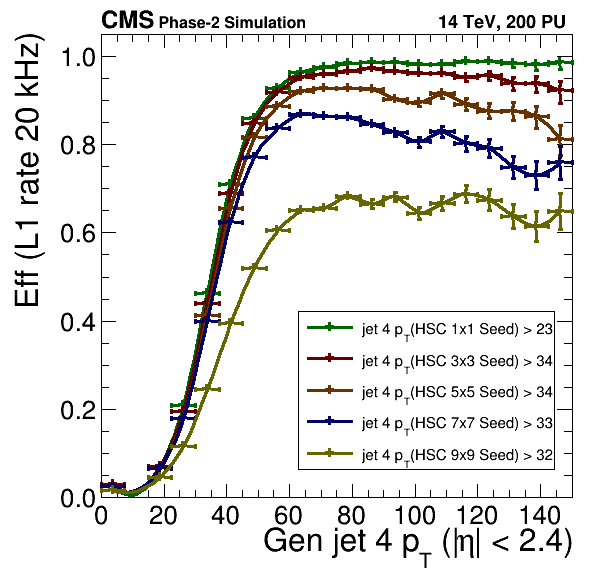 CMS Phase-2 Simulation 14 TeV, 200 PU
Eff (L1 rate 20 kHz)
1.0
0.8
0.6
0.4
0.2
0.0
jet 4 pT(HSC 1x1 Seed) > 23
jet 4 pT(HSC 3x3 Seed) > 34
jet 4 pT(HSC 5x5 Seed) > 34
jet 4 pT(HSC 7x7 Seed) > 33
jet 4 pT(HSC 9x9 Seed) > 32
0 20 40 60 80 100 120 140
Gen jet 4 pT (|η| < 2.4)